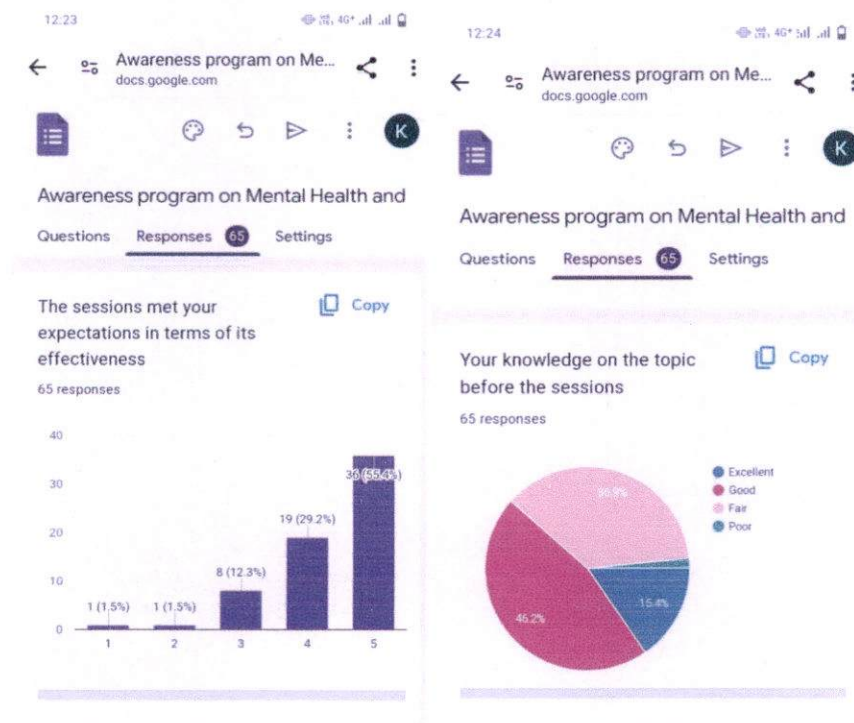 12:23
4G+
Awareness program on Me...
docs.google.com
K
Awareness program on Mental Health and
Questions Responses 65 Settings
The sessions met your
expectations in terms of its
effectiveness
Copy
65 responses
40
30
20
10
0
1 (1.5%)
1 (1.5%)
8 (12.3%)
19 (29.2%)
36 (55.4%)
1 2 3 4 5
12:24
4G+
Awareness program on Me...
docs.google.com
K
Awareness program on Mental Health and
Questions Responses 65 Settings
Your knowledge on the topic
before the sessions
Copy
65 responses
Excellent
Good
Fair
Poor
36.9%
15.4%
46.2%